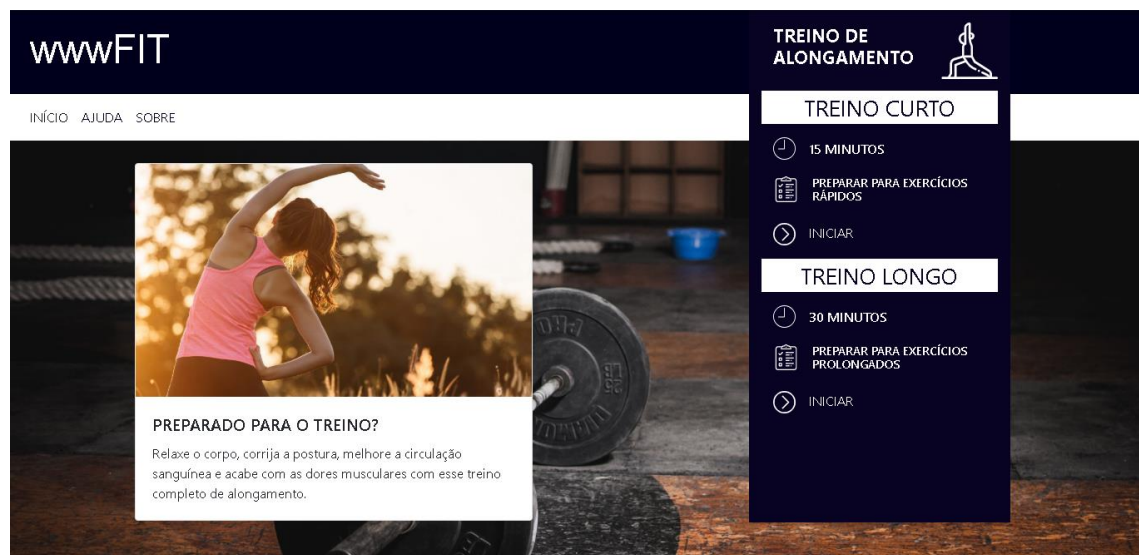 wwwFIT
INÍCIO AJUDA SOBRE
PREPARADO PARA O TREINO?
Relaxe o corpo, corrija a postura, melhore a circulação
sanguínea e acabe com as dores musculares com esse treino
completo de alongamento.
TREINO DE
ALONGAMENTO
TREINO CURTO
15 MINUTOS
PREPARAR PARA EXERCÍCIOS
RÁPIDOS
INICIAR
TREINO LONGO
30 MINUTOS
PREPARAR PARA EXERCÍCIOS
PROLONGADOS
INICIAR